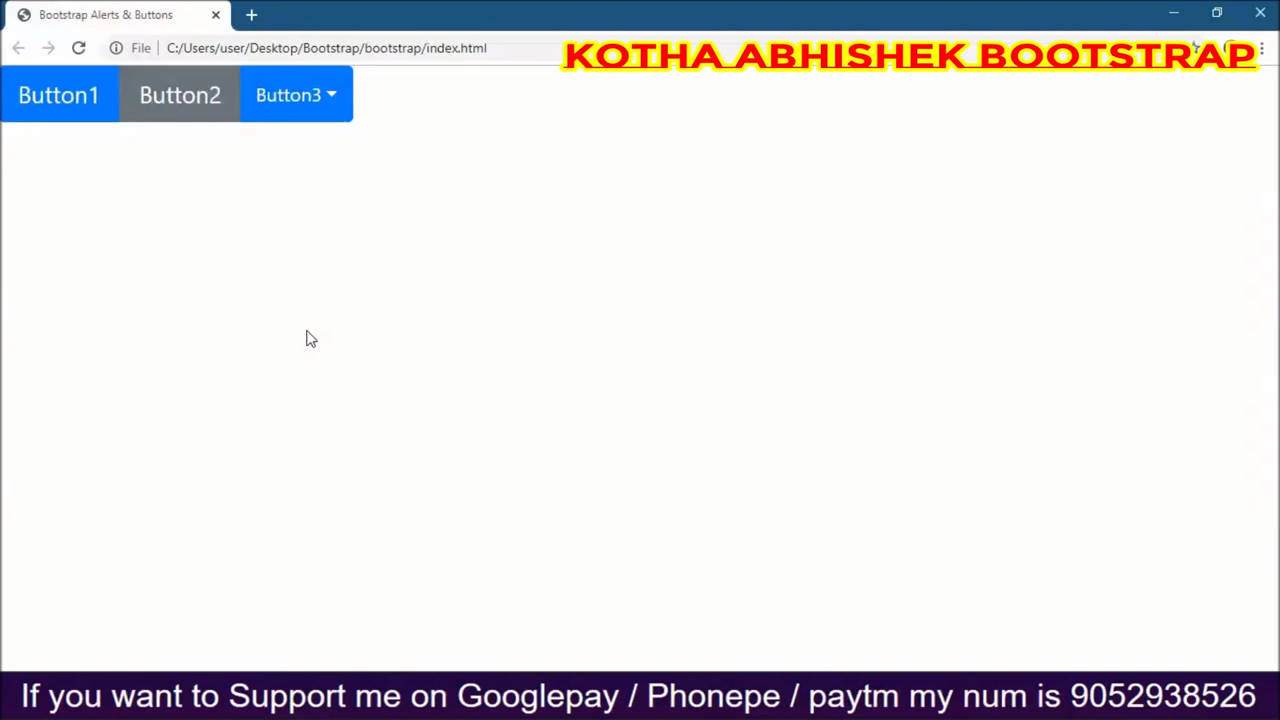 Bootstrap Alerts & Buttons
File
C:/Users/user/Desktop/Bootstrap/bootstrap/index.html
KOTHA ABHISHEK BOOTSTRAP
Button1
Button2
Button3
If you want to Support me on Googlepay / Phonepe / paytm my num is 9052938526